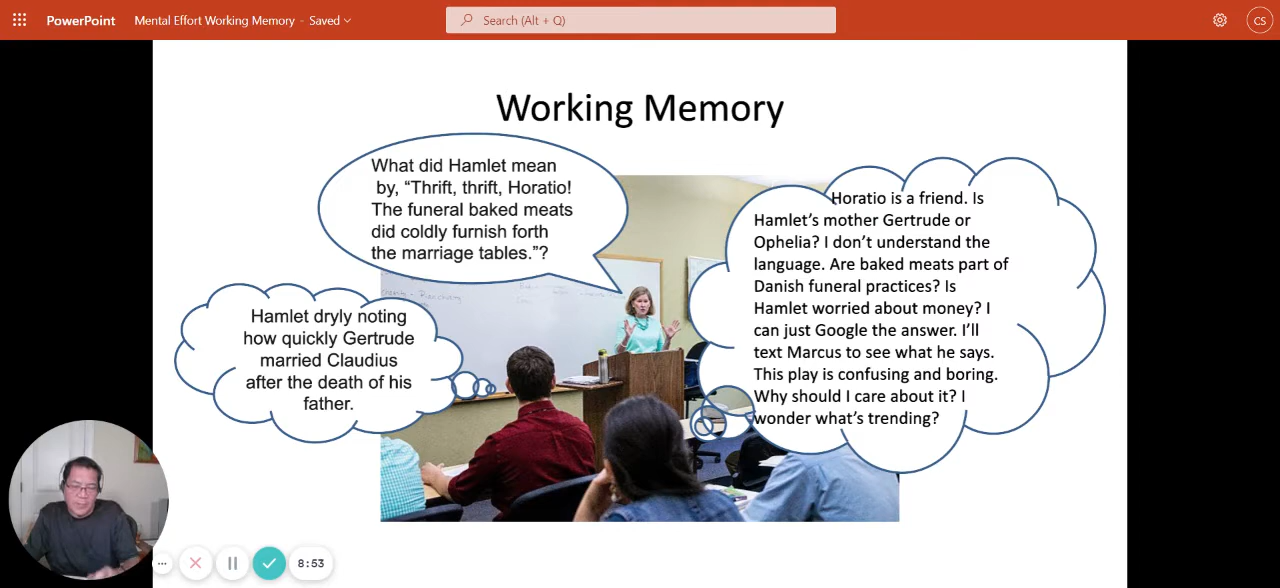 PowerPoint Mental Effort Working Memory - Saved
Search (Alt + Q)
CS
Working Memory
What did Hamlet mean
by, “Thrift, thrift, Horatio!
The funeral baked meats
did coldly furnish forth
the marriage tables.”?
Hamlet dryly noting
how quickly Gertrude
married Claudius
after the death of his
father.
Horatio is a friend. Is
Hamlet’s mother Gertrude or
Ophelia? I don’t understand the
language. Are baked meats part of
Danish funeral practices? Is
Hamlet worried about money? I
can just Google the answer. I’ll
text Marcus to see what he says.
This play is confusing and boring.
Why should I care about it? I
wonder what’s trending?
8:53